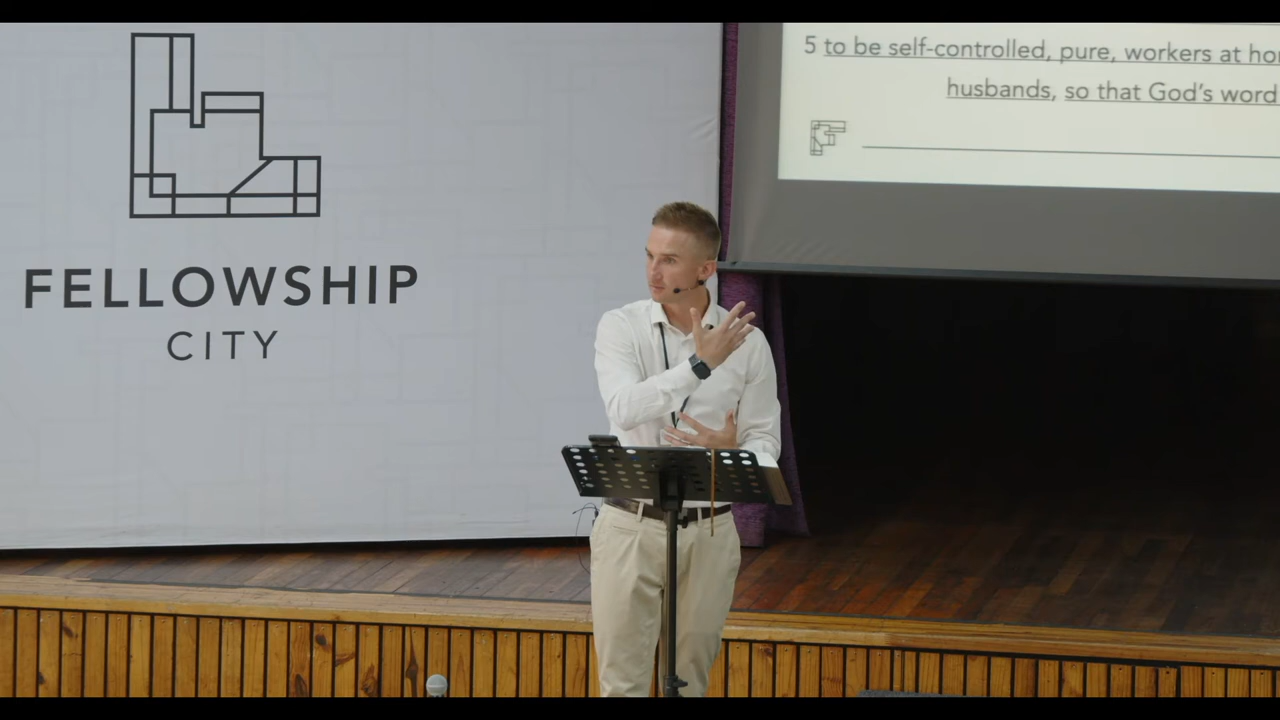 FELLOWSHIP
CITY
5 to be self-controlled, pure, workers at
husbands, so that God's word